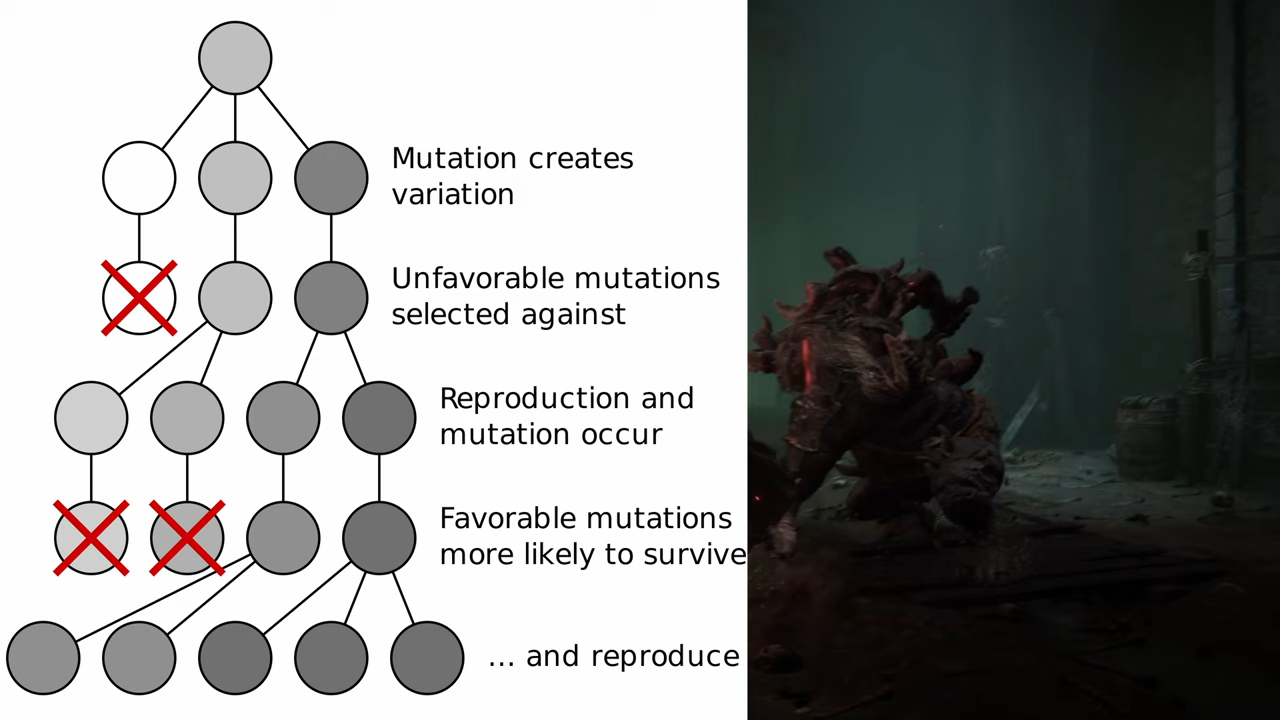 Mutation creates
variation
Unfavorable mutations
selected against
Reproduction and
mutation occur
Favorable mutations
more likely to survive
... and reproduce